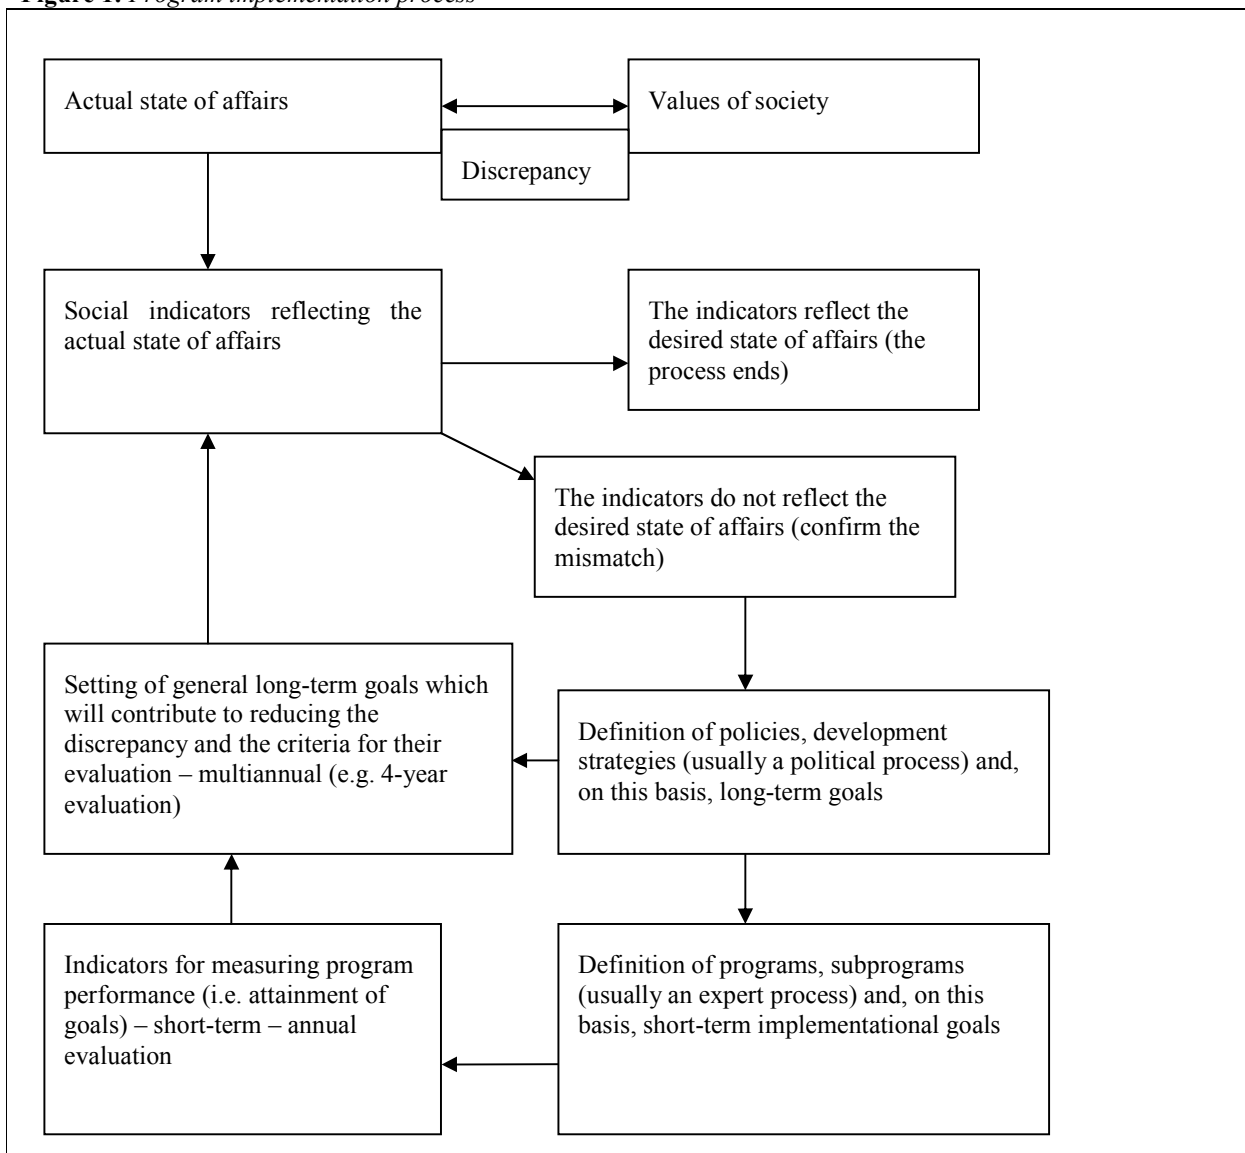 Figure 1. Program implementation process
Actual state of affairs
Values of society
Discrepancy
Social indicators reflecting the
actual state of affairs
The indicators reflect the
desired state of affairs (the
process ends)
The indicators do not reflect the
desired state of affairs (confirm the
mismatch)
Setting of general long-term goals which
will contribute to reducing the
discrepancy and the criteria for their
evaluation – multiannual (e.g. 4-year
evaluation)
Definition of policies, development
strategies (usually a political process) and,
on this basis, long-term goals
Indicators for measuring program
performance (i.e. attainment of
goals) – short-term – annual
evaluation
Definition of programs, subprograms
(usually an expert process) and, on this
basis, short-term implementational goals